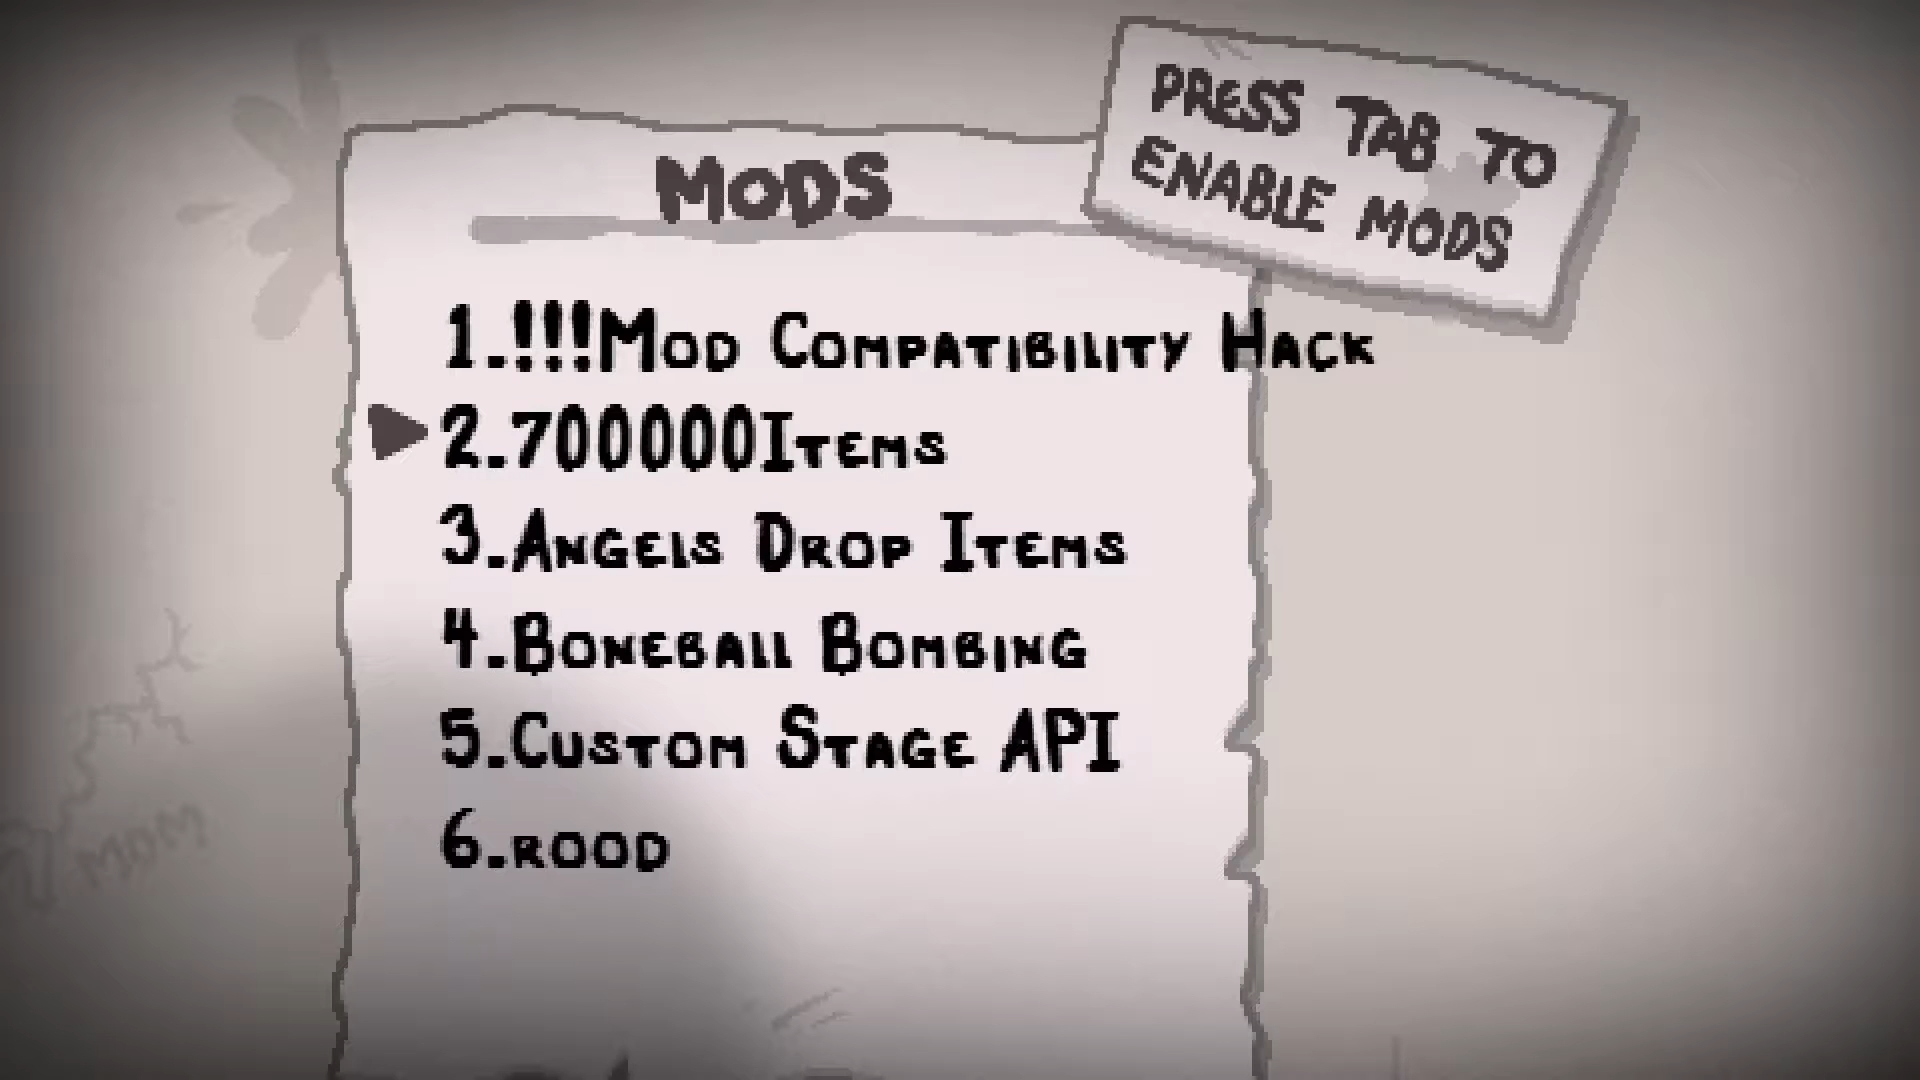 PRESS TAB TO
ENABLE MODS
MODS
1.!!!Mod Compatibility Hack
2.700000Items
3.Angels Drop Items
4.Boneball Bombing
5.Custom Stage API
6.rood
MOM